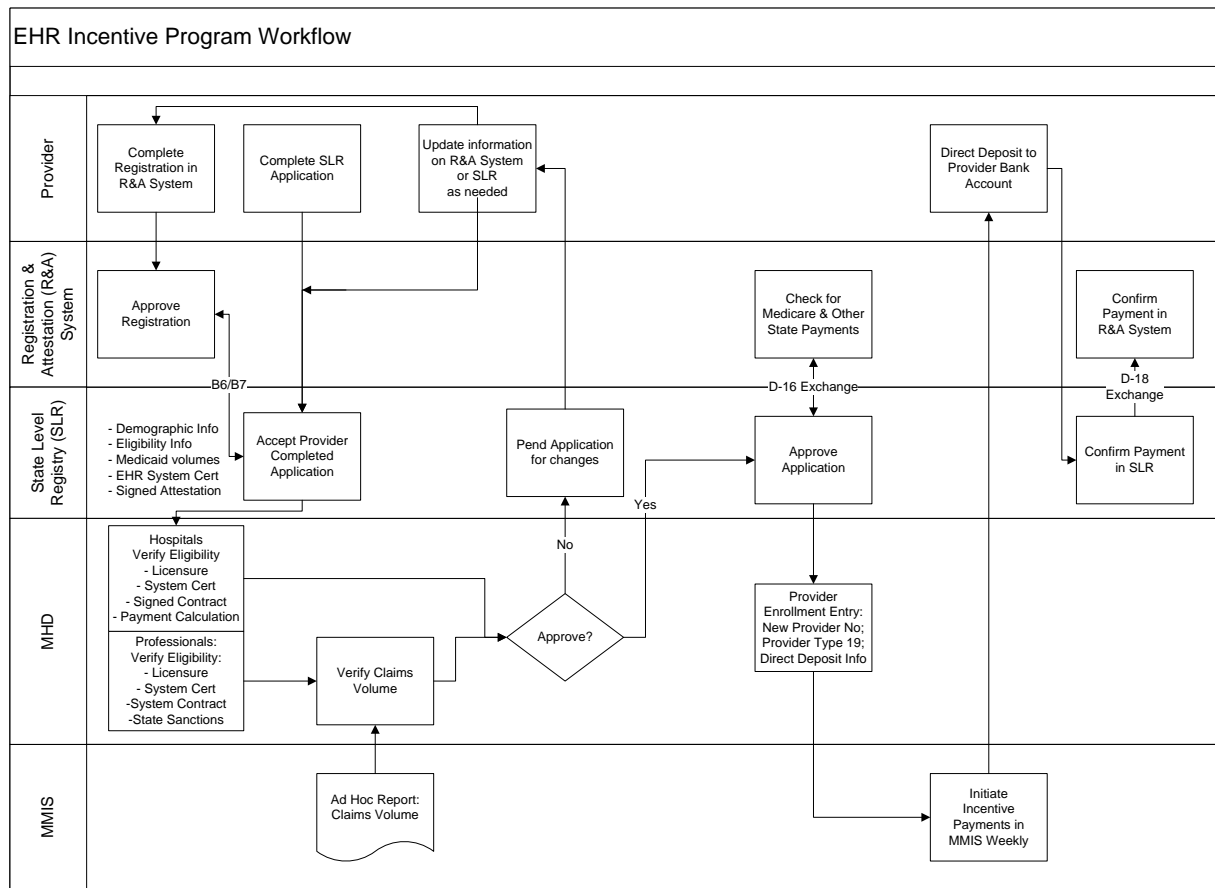 EHR Incentive Program Workflow
Provider
Complete
Registration in
R&A System
Complete SLR
Application
Update information
on R&A System
or SLR
as needed
Direct Deposit to
Provider Bank
Account
Registration &
Attestation (R&A)
System
Approve
Registration
Check for
Medicare & Other
State Payments
Confirm
Payment in
R&A System
B6/B7
D-16 Exchange
D-18
Exchange
State Level
Registry (SLR)
- Demographic Info
- Eligibility Info
- Medicaid volumes
- EHR System Cert
- Signed Attestation
Accept Provider
Completed
Application
Pend Application
for changes
Approve
Application
Confirm Payment
in SLR
Yes
No
MHD
Hospitals
Verify Eligibility
- Licensure
- System Cert
- Signed Contract
- Payment Calculation
Professionals:
Verify Eligibility:
- Licensure
- System Cert
-System Contract
-State Sanctions
Verify Claims
Volume
Approve?
Provider
Enrollment Entry:
New Provider No;
Provider Type 19;
Direct Deposit Info
MMIS
Ad Hoc Report:
Claims Volume
Initiate
Incentive
Payments in
MMIS Weekly